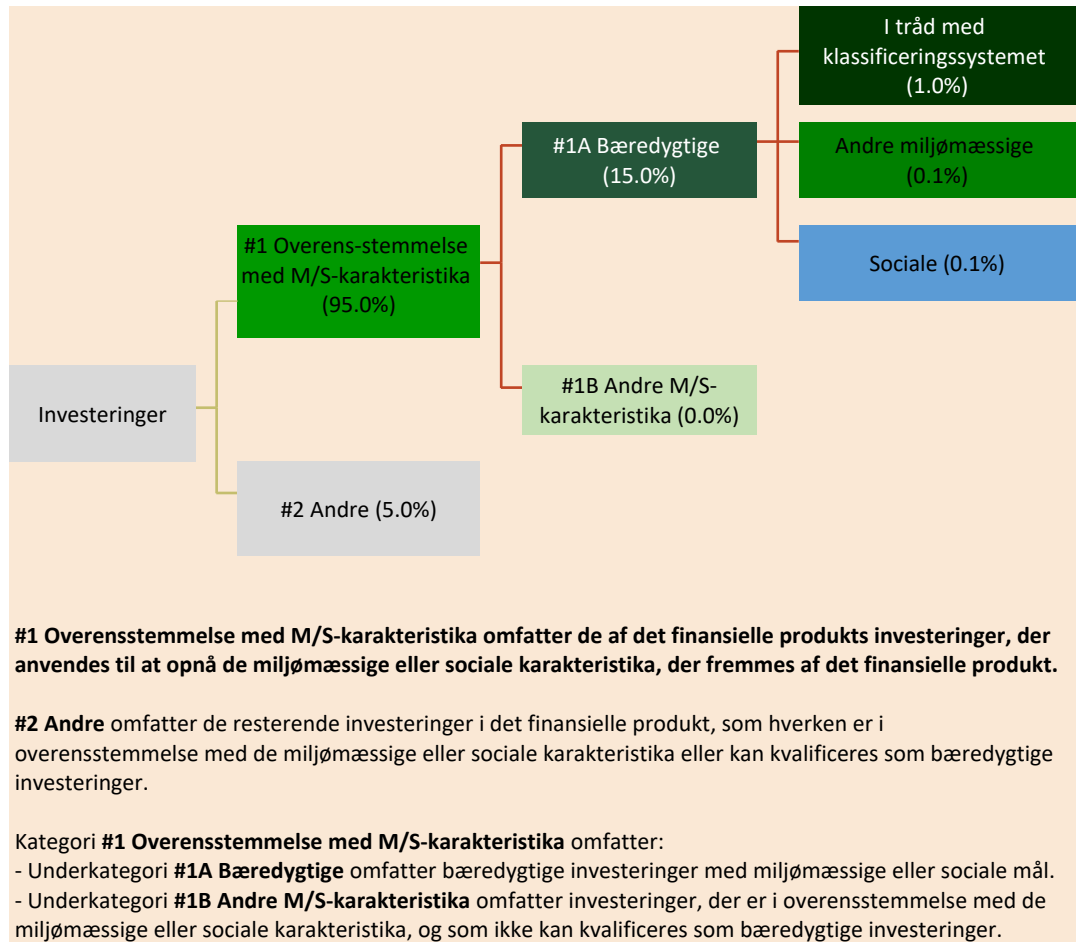 I tråd med
klassificeringssystemet
(1.0%)
#1A Bæredygtige
(15.0%)
Andre miljømæssige
(0.1%)
#1 Overens-stemmelse
med M/S-karakteristika
(95.0%)
Sociale (0.1%)
Investeringer
#1B Andre M/S-
karakteristika (0.0%)
#2 Andre (5.0%)
#1 Overensstemmelse med M/S-karakteristika omfatter de af det finansielle produkts investeringer, der
anvendes til at opnå de miljømæssige eller sociale karakteristika, der fremmes af det finansielle produkt.
#2 Andre omfatter de resterende investeringer i det finansielle produkt, som hverken er i
overensstemmelse med de miljømæssige eller sociale karakteristika eller kan kvalificeres som bæredygtige
investeringer.
Kategori #1 Overensstemmelse med M/S-karakteristika omfatter:
- Underkategori #1A Bæredygtige omfatter bæredygtige investeringer med miljømæssige eller sociale mål.
- Underkategori #1B Andre M/S-karakteristika omfatter investeringer, der er i overensstemmelse med de
miljømæssige eller sociale karakteristika, og som ikke kan kvalificeres som bæredygtige investeringer.